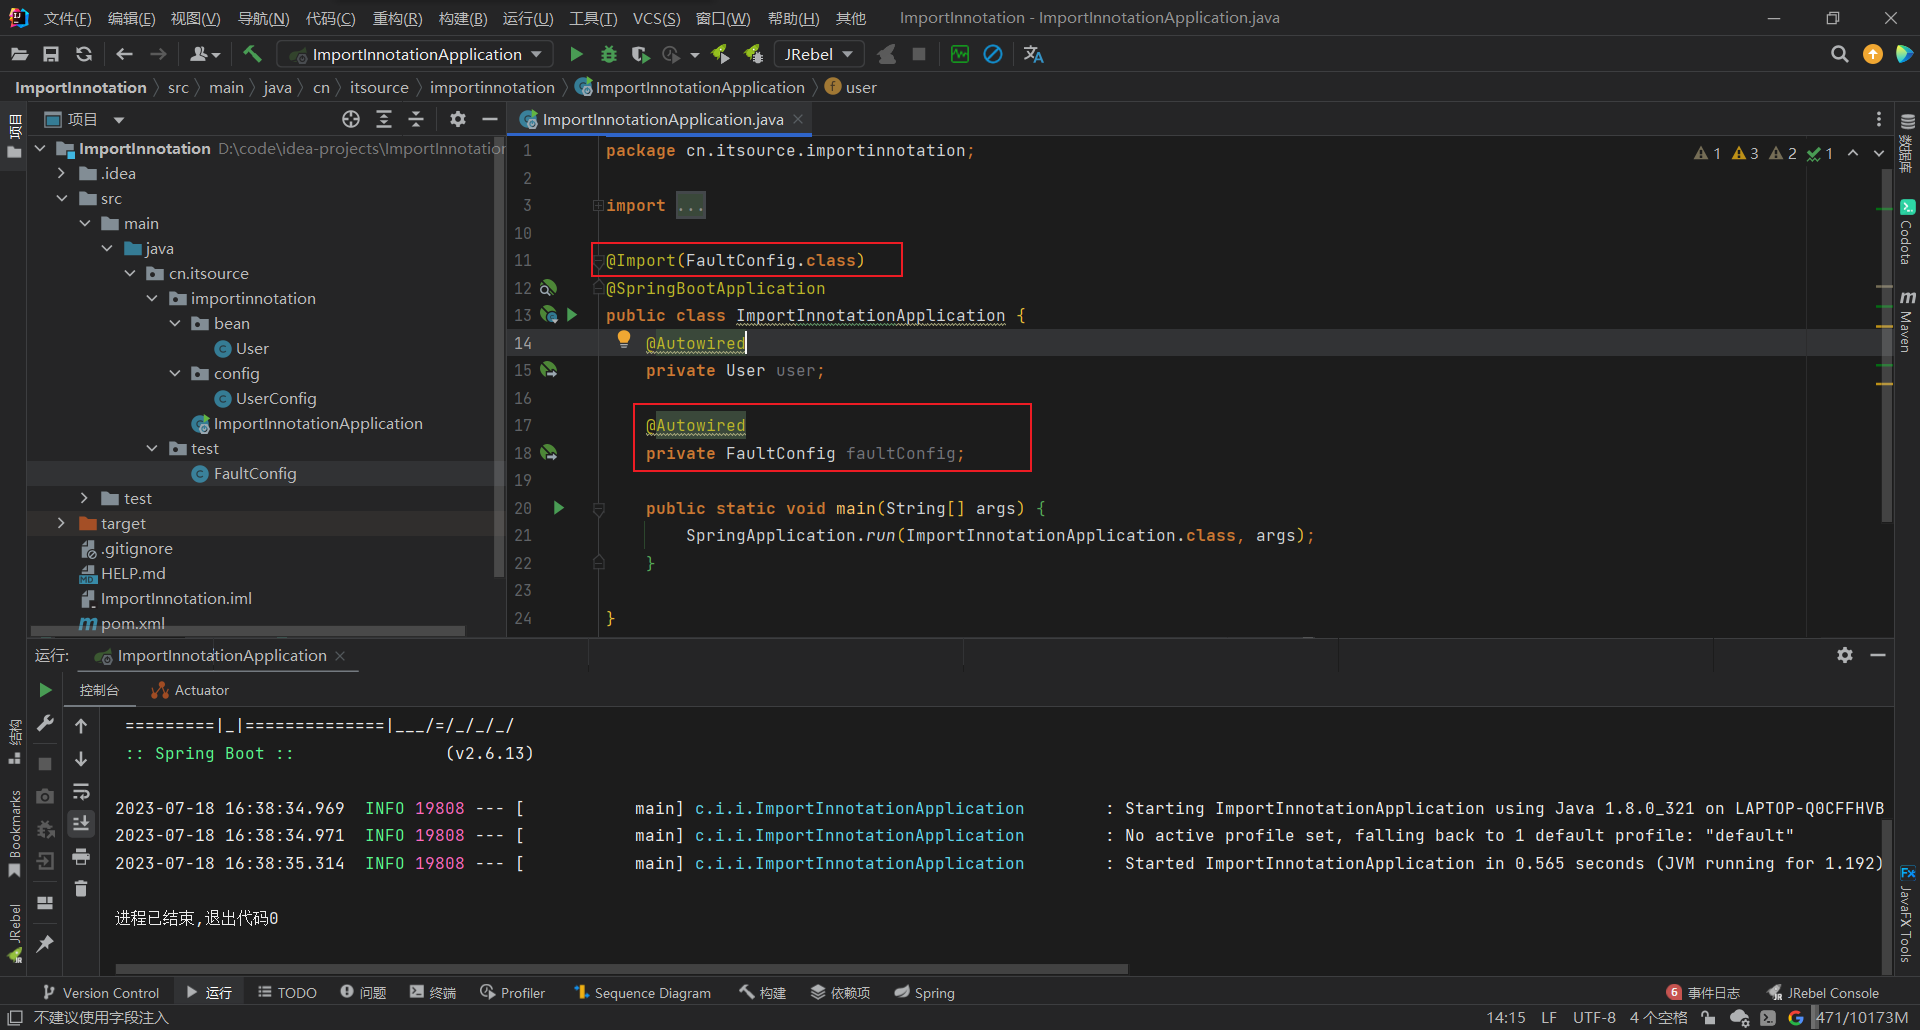 文件(F) 编辑(E) 视图(V) 导航(N) 代码(C) 重构(R) 构建(B) 运行(U) 工具(T) VCS(S) 窗口(W) 帮助(H) 其他 ImportInnotation - ImportInnotationApplication.java
ImportInnotationApplication JRebel
ImportInnotation src main java cn itsource importinnotation ImportInnotationApplication user
项目
ImportInnotationApplication.java
项目
ImportInnotation D:\code\idea-projects\ImportInnotation
.idea
src
main
java
cn.itsource
importinnotation
bean
User
config
UserConfig
ImportInnotationApplication
test
FaultConfig
test
target
.gitignore
HELP.md
ImportInnotation.iml
pom.xml
1 package cn.itsource.importinnotation;
1 3 2 1
2
3 import ...
10
11 @Import(FaultConfig.class)
12 @SpringBootApplication
13 public class ImportInnotationApplication {
14 @Autowired
15 private User user;
16
17 @Autowired
18 private FaultConfig faultConfig;
19
20 public static void main(String[] args) {
21 SpringApplication.run(ImportInnotationApplication.class, args);
22 }
23
24 }
数据库
Codota
Maven
JavaFX Tools
运行: ImportInnotationApplication
控制台 Actuator
结构
Bookmarks
JRebel
=========|_|==============|___/=/_/_/_/
:: Spring Boot :: (v2.6.13)
2023-07-18 16:38:34.969 INFO 19808 --- [ main] c.i.i.ImportInnotationApplication : Starting ImportInnotationApplication using Java 1.8.0_321 on LAPTOP-Q0CFFHVB
2023-07-18 16:38:34.971 INFO 19808 --- [ main] c.i.i.ImportInnotationApplication : No active profile set, falling back to 1 default profile: "default"
2023-07-18 16:38:35.314 INFO 19808 --- [ main] c.i.i.ImportInnotationApplication : Started ImportInnotationApplication in 0.565 seconds (JVM running for 1.192)
进程已结束,退出代码0
Version Control 运行 TODO 问题 终端 Profiler Sequence Diagram 构建 依赖项 Spring 6 事件日志 JRebel Console
不建议使用字段注入 14:15 LF UTF-8 4 个空格 471/10173M